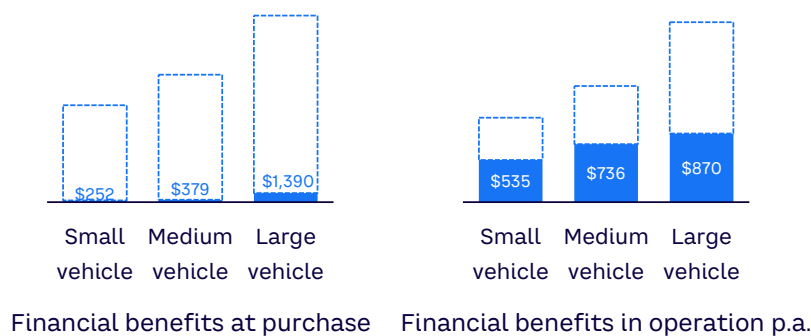 $252 $379 $1,390
Small Medium Large
vehicle vehicle vehicle
Financial benefits at purchase
$535 $736 $870
Small Medium Large
vehicle vehicle vehicle
Financial benefits in operation p.a.